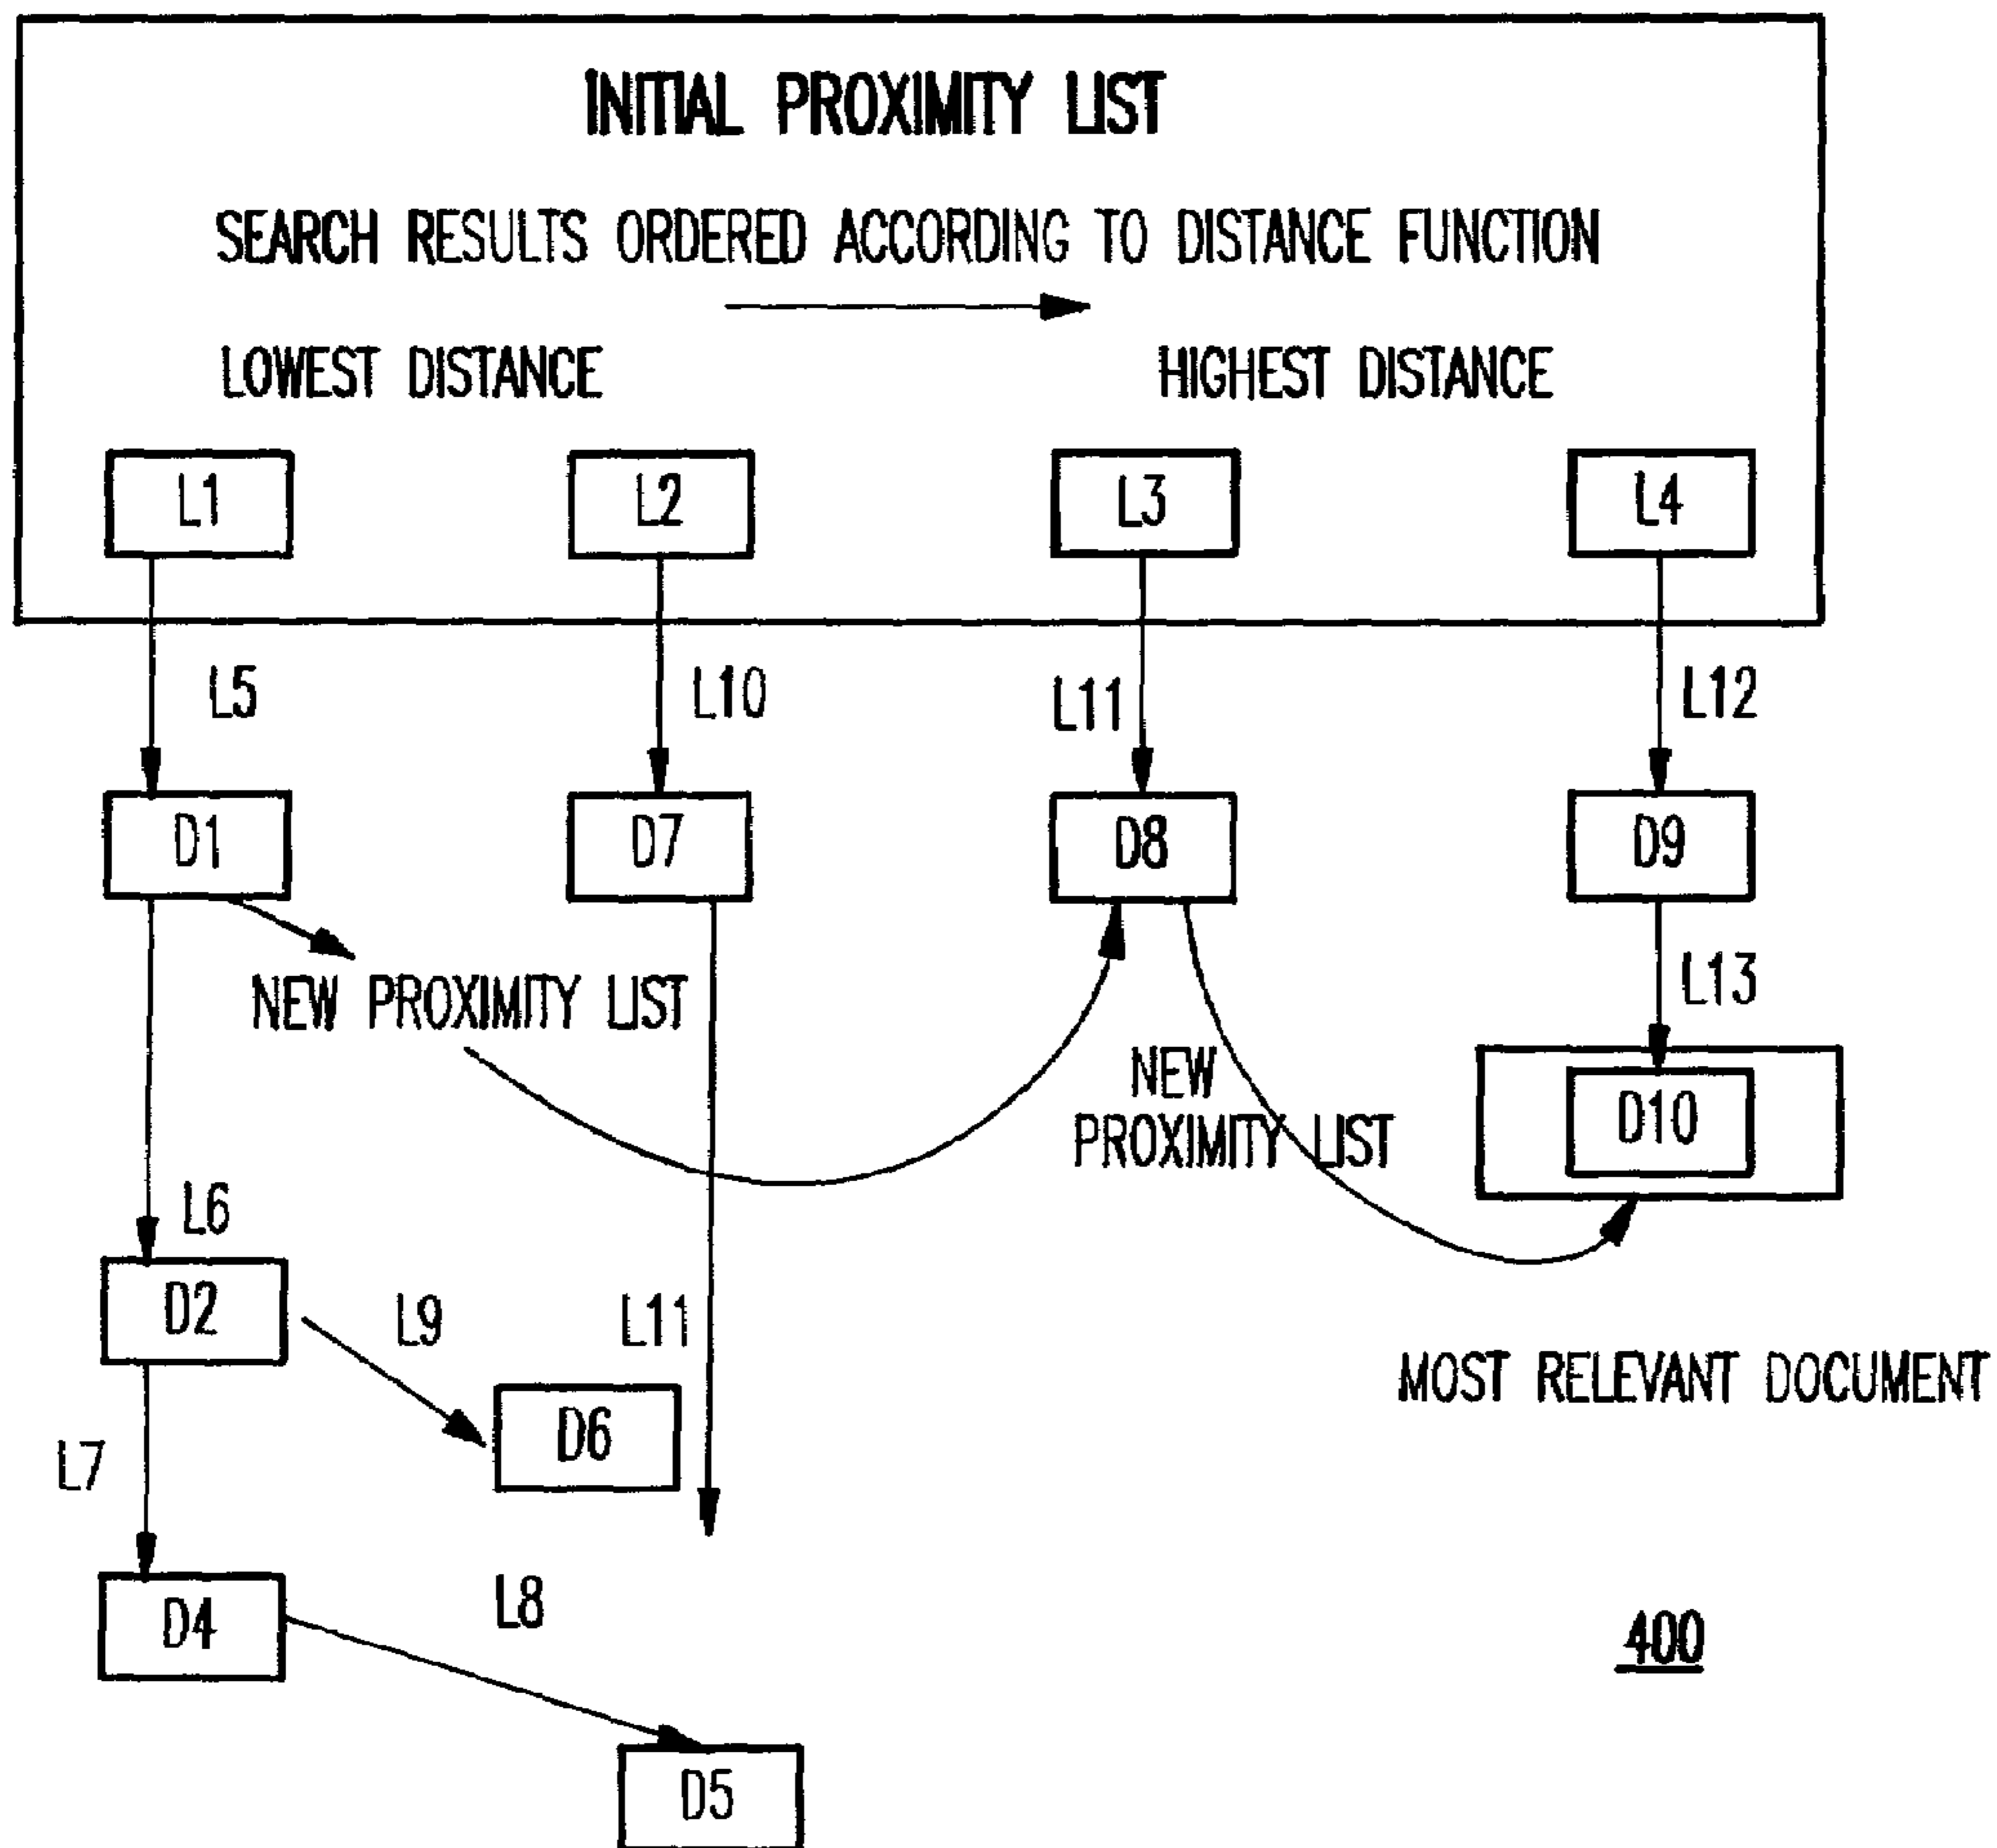 INITIAL PROXIMITY LIST
SEARCH RESULTS ORDERED ACCORDING TO DISTANCE FUNCTION
LOWEST DISTANCE HIGHEST DISTANCE
L1 L2 L3 L4
L5 L10 L11 L12
D1 D7 D8 D9
NEW PROXIMITY LIST
L13
NEW
PROXIMITY LIST
D10
L6
D2
L9
L11
MOST RELEVANT DOCUMENT
D6
L7
L8
D4
400
D5